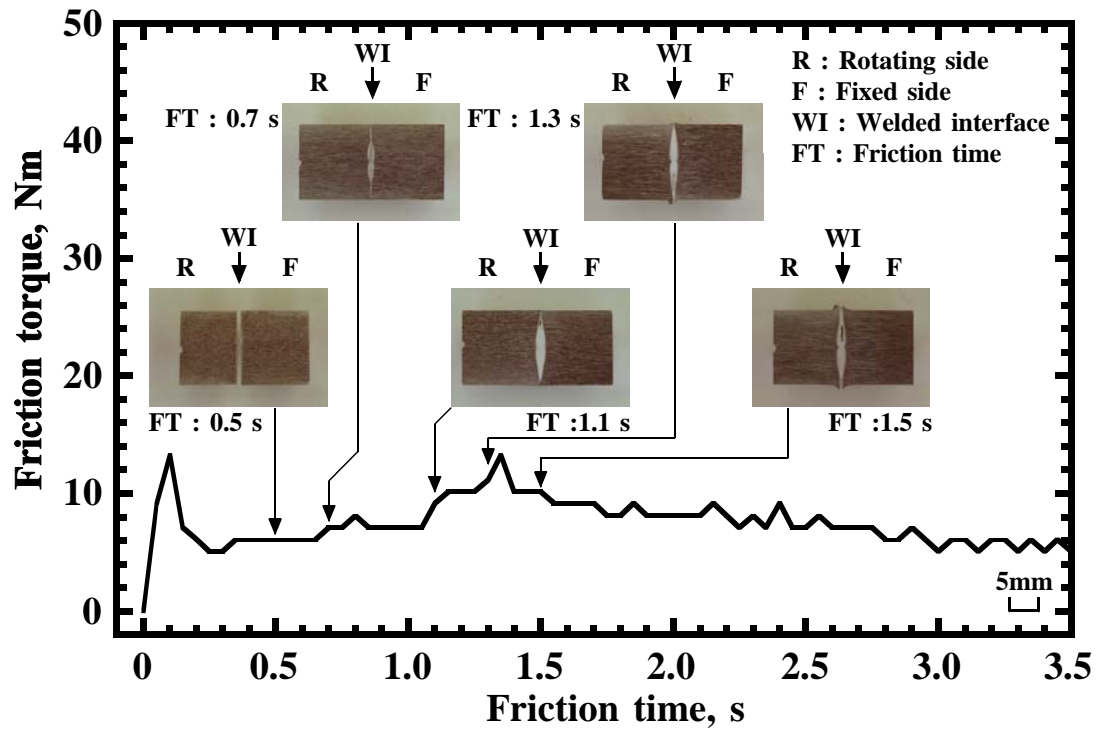 50
40
30
20
10
0
Friction torque, Nm
WI
R F
FT : 0.7 s
WI
R F
FT : 1.3 s
R : Rotating side
F : Fixed side
WI : Welded interface
FT : Friction time
WI
R F
FT : 0.5 s
WI
R F
FT :1.1 s
WI
R F
FT :1.5 s
5mm
0 0.5 1.0 1.5 2.0 2.5 3.0 3.5
Friction time, s